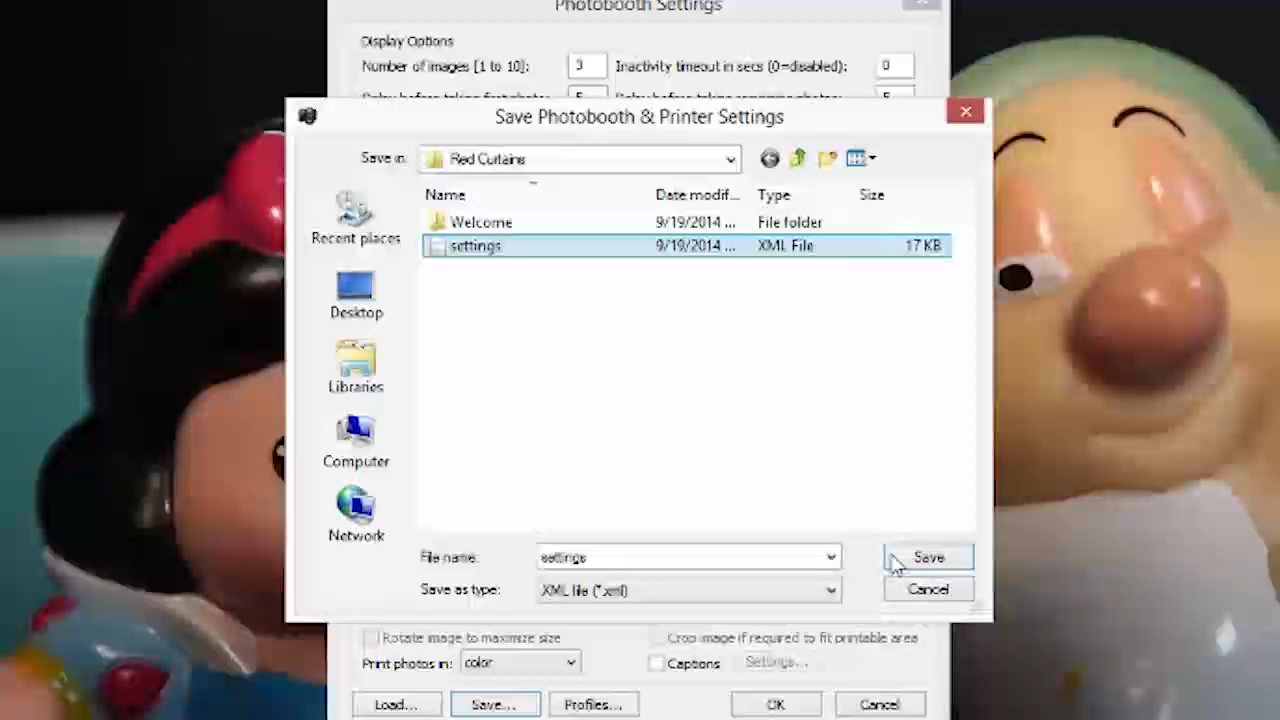 Photobooth Settings
Display Options
Number of images [1 to 10]: 3 Inactivity timeout in secs (0=disabled): 0
Save Photobooth & Printer Settings
Save in: Red Curtains
Name Date modif... Type Size
Welcome 9/19/2014 ... File folder
settings 9/19/2014 ... XML File 17 KB
Recent places
Desktop
Libraries
Computer
Network
File name: settings Save
Save as type: XML file (*.xml) Cancel
Rotate image to maximize size Crop image if required to fit printable area
Print photos in: color Captions Settings...
Load... Save... Profiles... OK Cancel